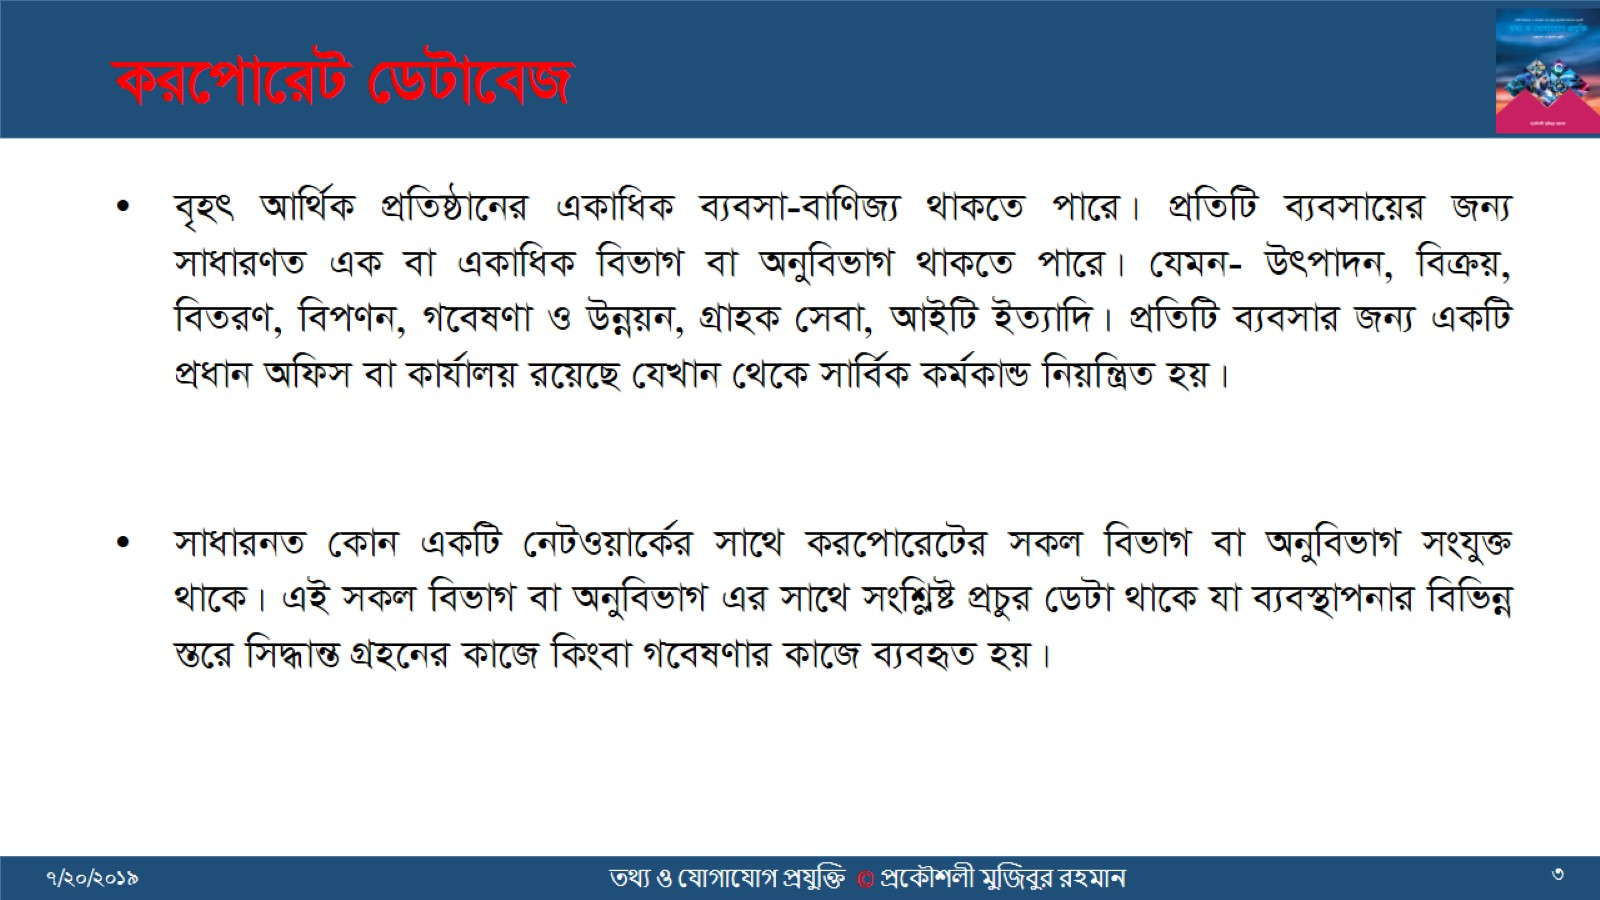 করপোরেট ডেটাবেজ
তথ্য ও যোগাযোগ প্রযুক্তি
• বৃহৎ আর্থিক প্রতিষ্ঠানের একাধিক ব্যবসা-বাণিজ্য থাকতে পারে। প্রতিটি ব্যবসায়ের জন্য
সাধারণত এক বা একাধিক বিভাগ বা অনুবিভাগ থাকতে পারে। যেমন- উৎপাদন, বিক্রয়,
বিতরণ, বিপণন, গবেষণা ও উন্নয়ন, গ্রাহক সেবা, আইটি ইত্যাদি। প্রতিটি ব্যবসার জন্য একটি
প্রধান অফিস বা কার্যালয় রয়েছে যেখান থেকে সার্বিক কর্মকান্ড নিয়ন্ত্রিত হয়।
• সাধারনত কোন একটি নেটওয়ার্কের সাথে করপোরেটের সকল বিভাগ বা অনুবিভাগ সংযুক্ত
থাকে। এই সকল বিভাগ বা অনুবিভাগ এর সাথে সংশ্লিষ্ট প্রচুর ডেটা থাকে যা ব্যবস্থাপনার বিভিন্ন
স্তরে সিদ্ধান্ত গ্রহনের কাজে কিংবা গবেষণার কাজে ব্যবহৃত হয়।
৭/২০/২০১৯
তথ্য ও যোগাযোগ প্রযুক্তি © প্রকৌশলী মুজিবুর রহমান
৩